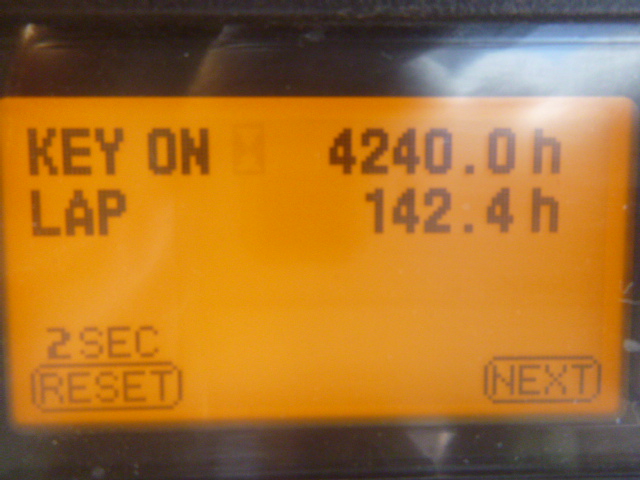 KEY ON 4240.0 h
LAP 142.4 h
2 SEC
RESET NEXT